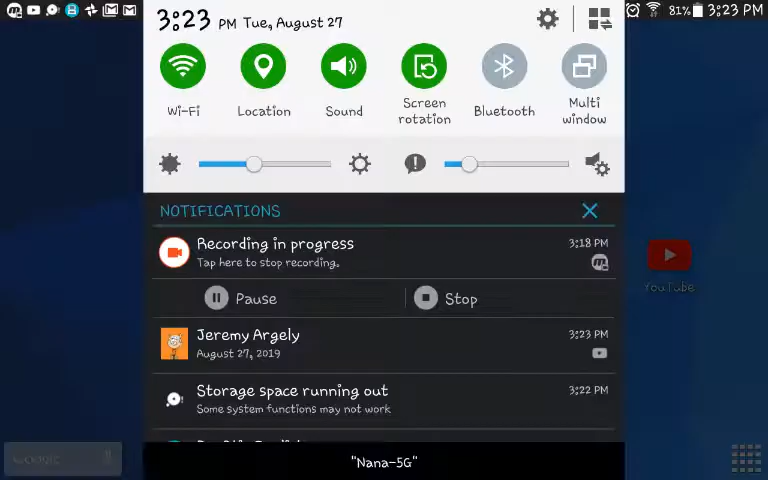 81% 3:23 PM
3:23 PM Tue, August 27
Wi-Fi
Location
Sound
Screen rotation
Bluetooth
Multi window
NOTIFICATIONS
Recording in progress
3:18 PM
Tap here to stop recording.
Pause
Stop
Jeremy Argely
3:23 PM
August 27, 2019
Storage space running out
3:22 PM
Some system functions may not work
"Nana-5G"
YouTube
Google